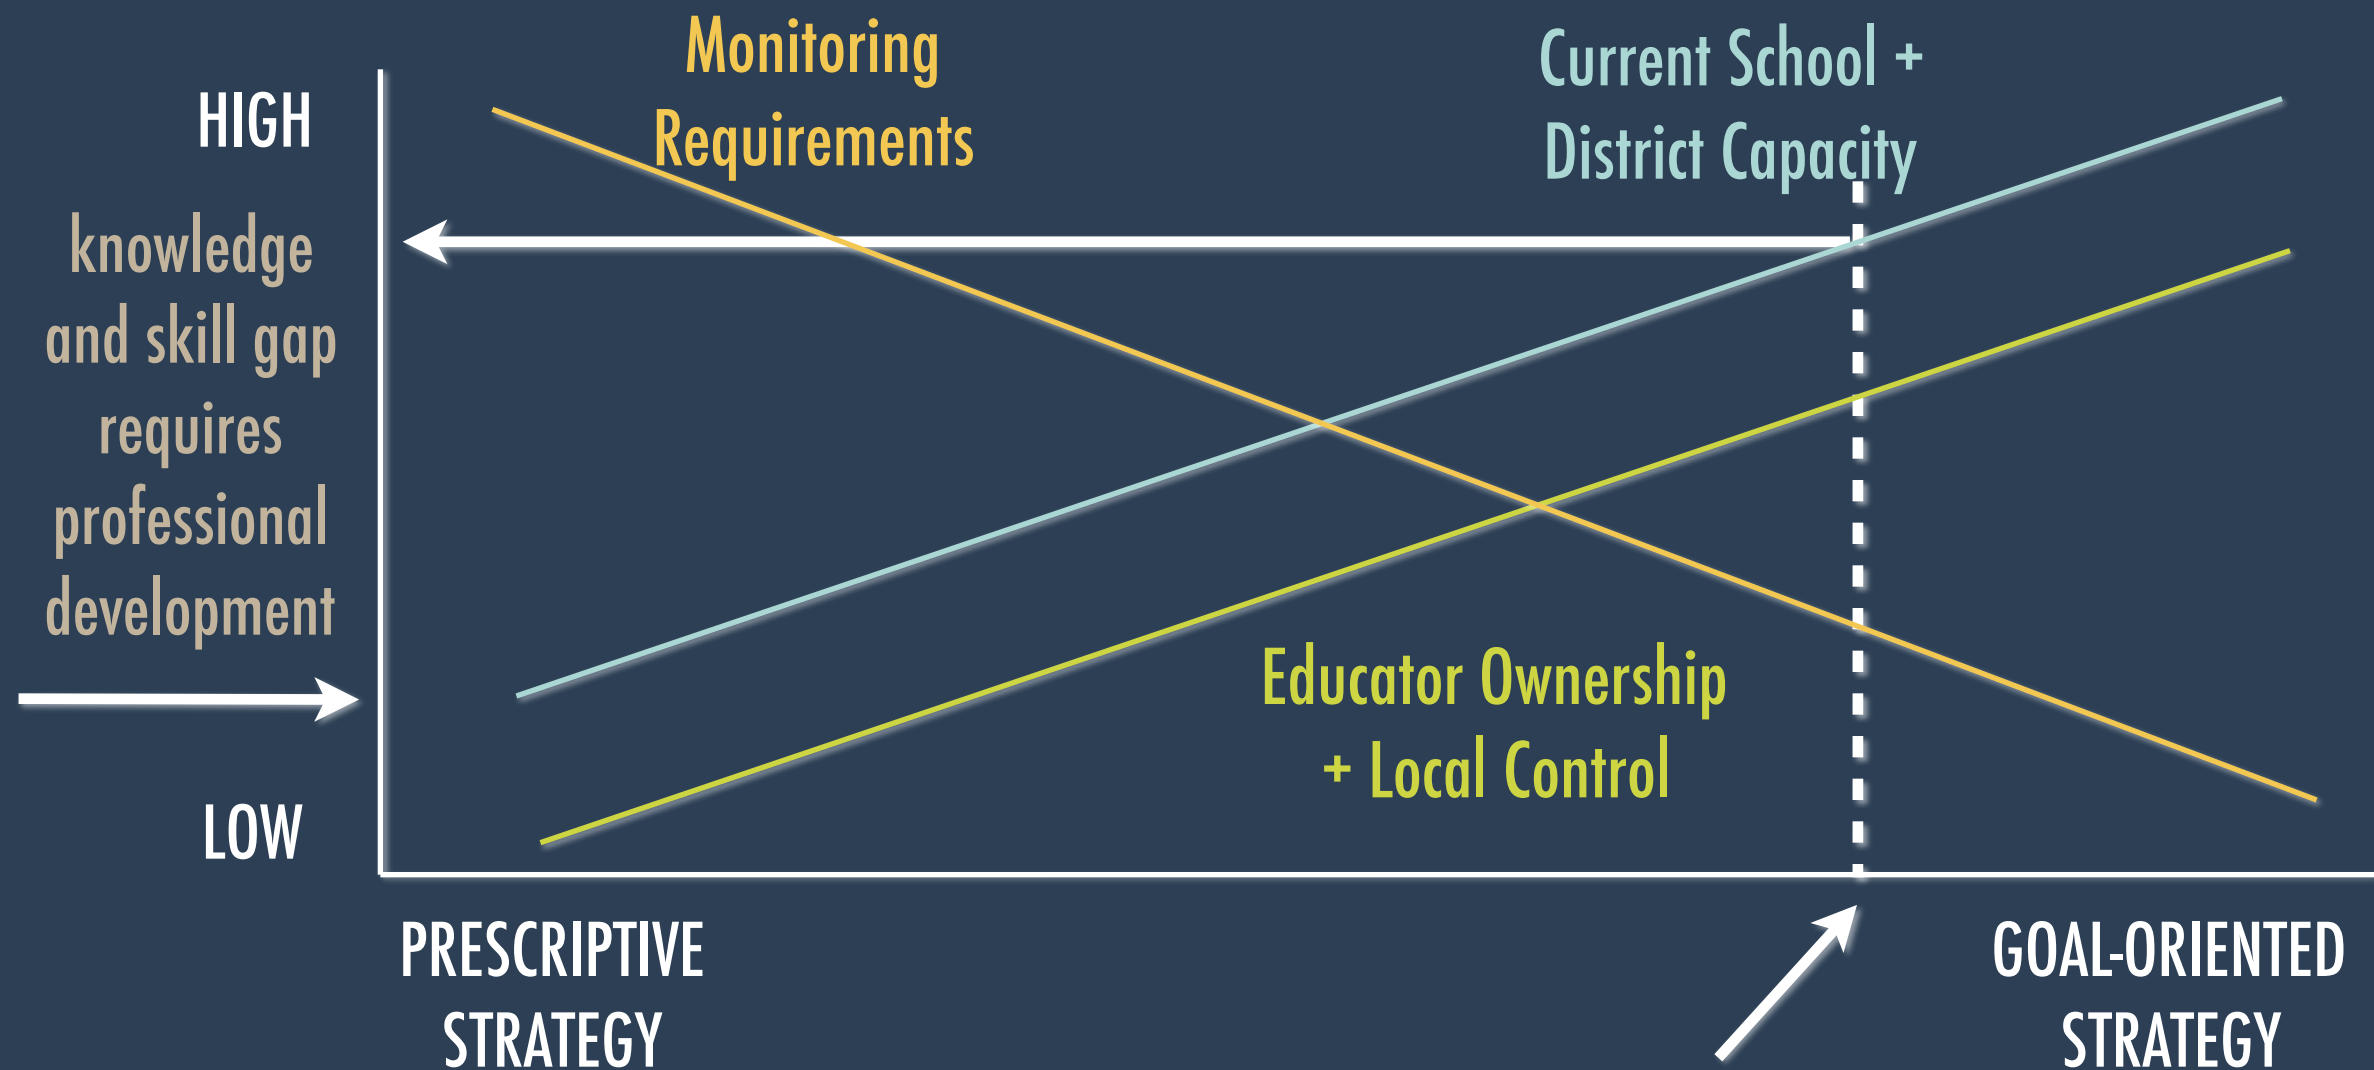 Monitoring
Requirements
Current School +
District Capacity
HIGH
knowledge
and skill gap
requires
professional
development
Educator Ownership
+ Local Control
LOW
PRESCRIPTIVE
STRATEGY
GOAL-ORIENTED
STRATEGY